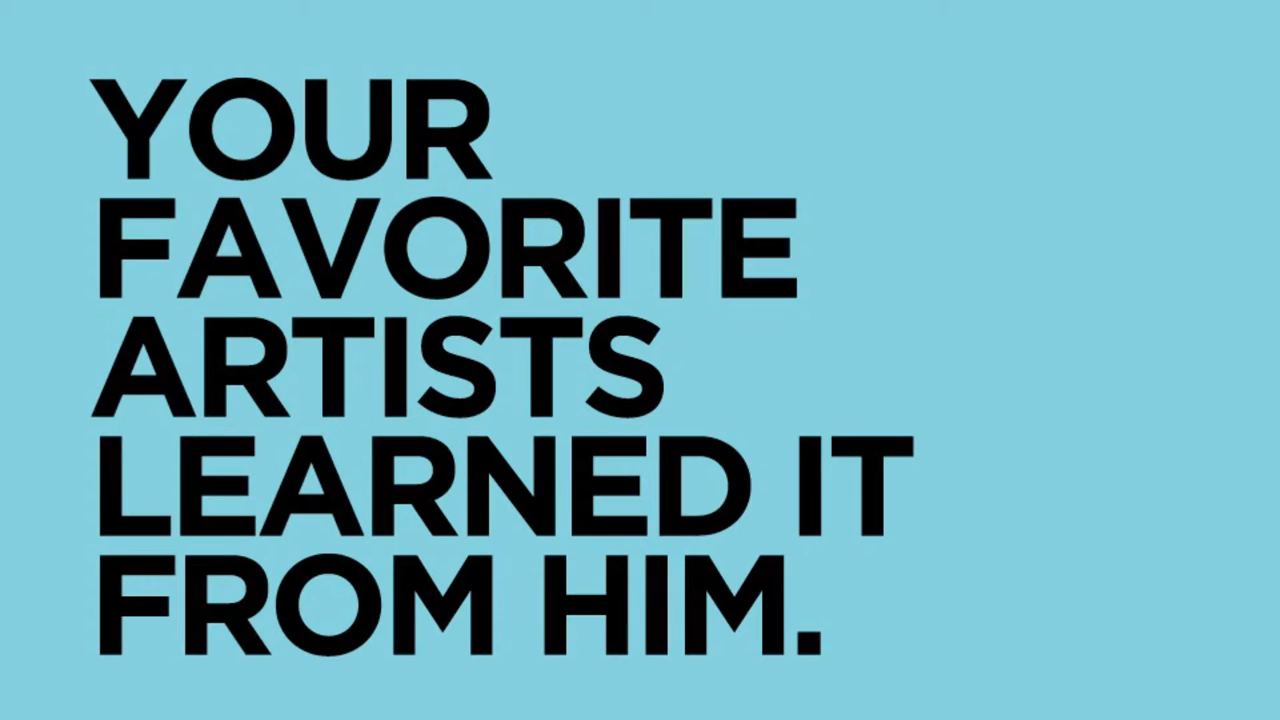 YOUR
FAVORITE
ARTISTS
LEARNED IT
FROM HIM.